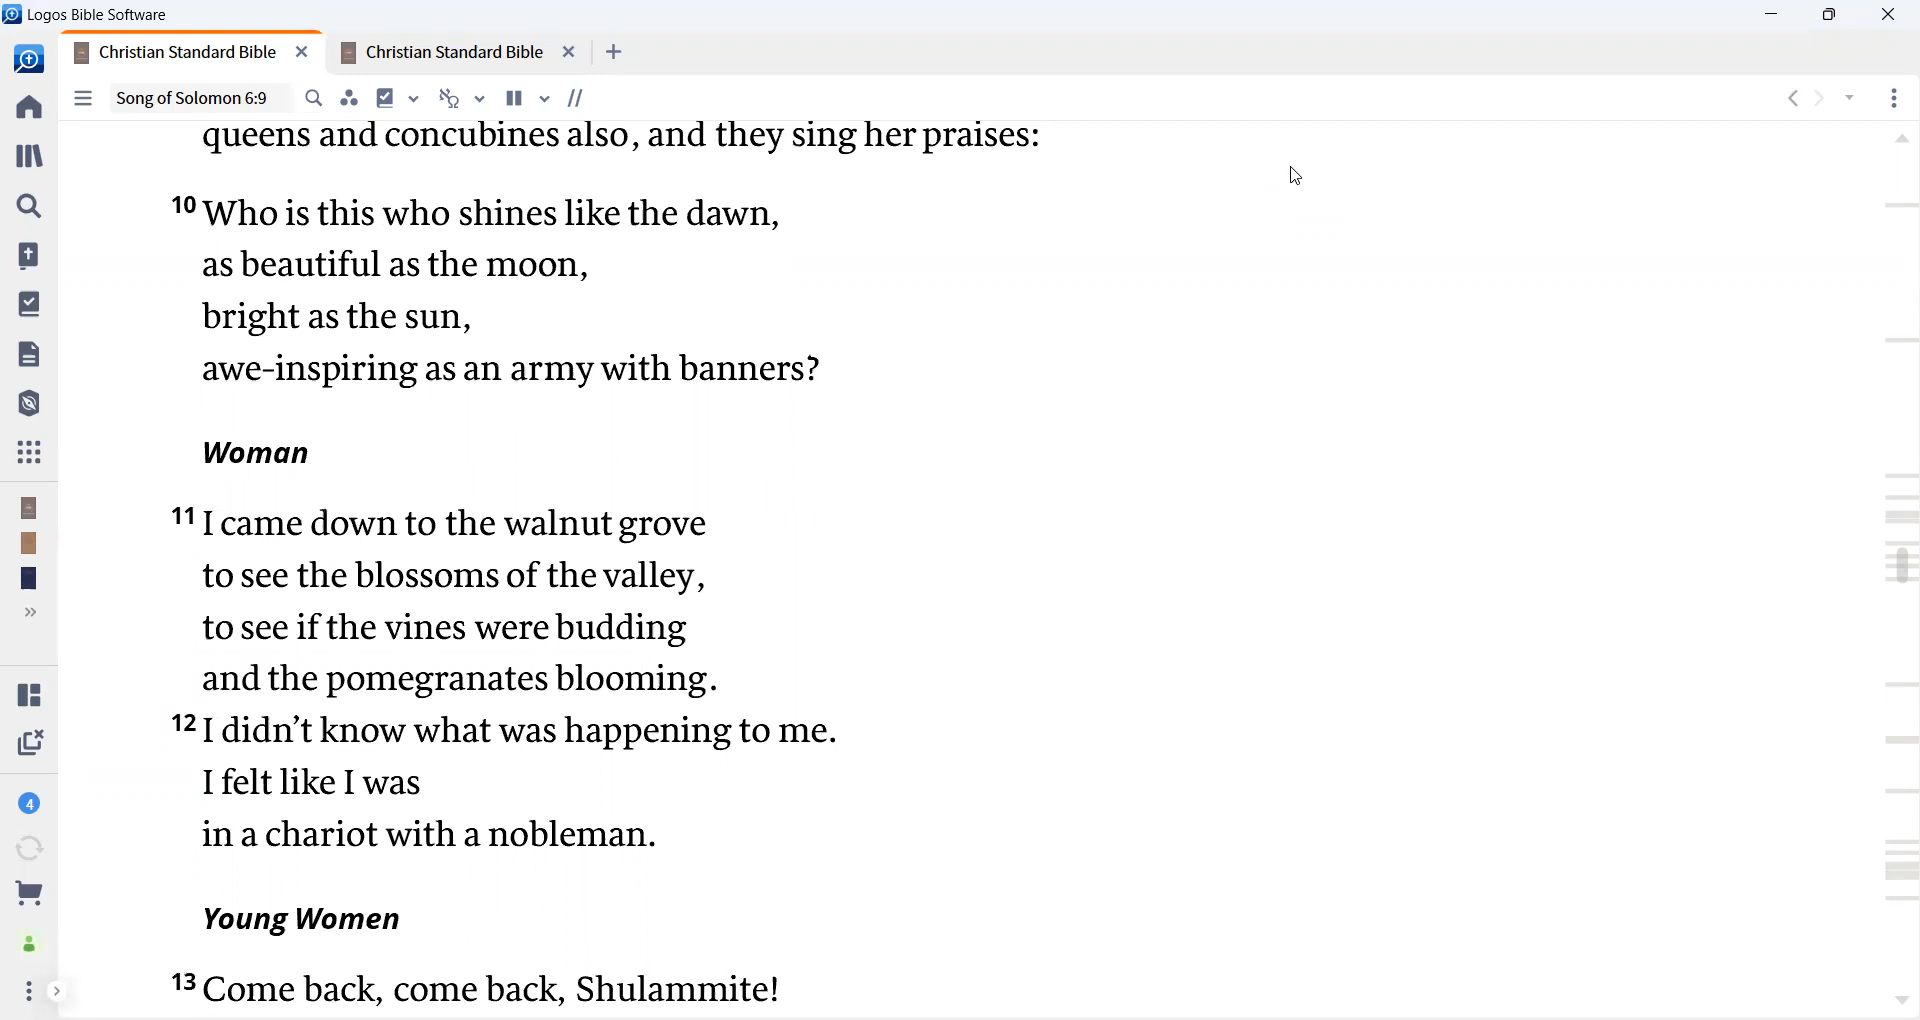 Logos Bible Software
Christian Standard Bible
Christian Standard Bible
Song of Solomon 6:9
queens and concubines also, and they sing her praises:
10 Who is this who shines like the dawn,
as beautiful as the moon,
bright as the sun,
awe-inspiring as an army with banners?
Woman
11 I came down to the walnut grove
to see the blossoms of the valley,
to see if the vines were budding
and the pomegranates blooming.
12 I didn’t know what was happening to me.
I felt like I was
in a chariot with a nobleman.
Young Women
13 Come back, come back, Shulammite!
4